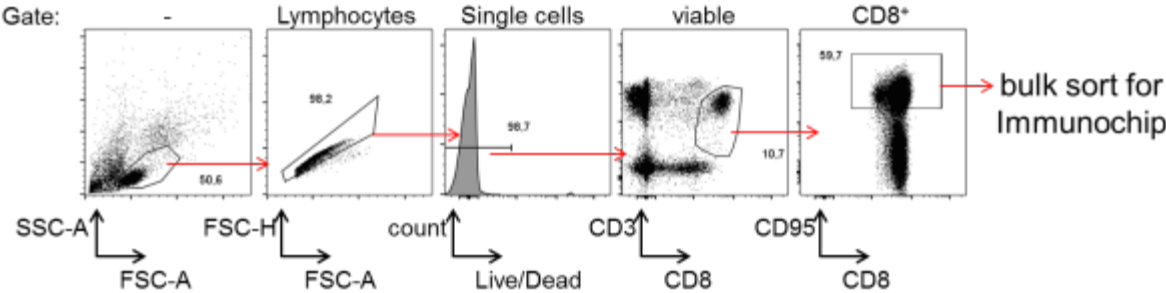 Gate: - Lymphocytes Single cells viable CD8⁺
59,7
98,2
98,7
bulk sort for
Immunochip
50,6
10,7
SSC-A FSC-H count CD3 CD95
FSC-A FSC-A Live/Dead CD8 CD8